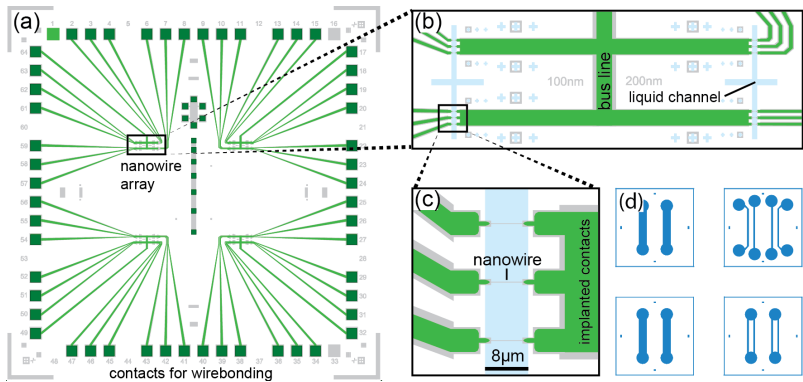 (a)
1 2 3 4 5 6 7 8 9 10 11 12 13 14 15 16
64 17
63 18
62 19
61 20
60 21
59 22
58 23
57 24
56 25
55 26
54 27
53 28
52 29
51 30
50 31
49 32
48 47 46 45 44 43 42 41 40 39 38 37 36 35 34 33
nanowire
array
contacts for wirebonding
(b)
100nm
200nm
bus line
liquid channel
(c)
nanowire
implanted contacts
8µm
(d)